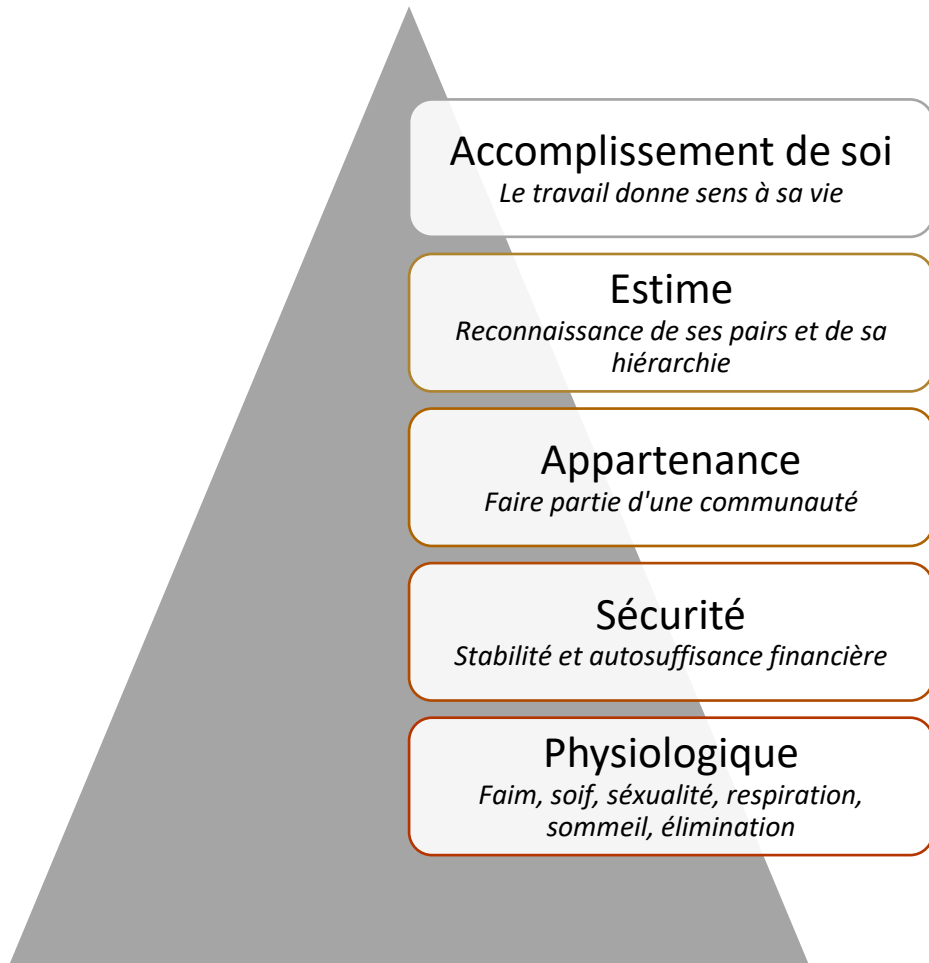 Accomplissement de soi
Le travail donne sens à sa vie
Estime
Reconnaissance de ses pairs et de sa
hiérarchie
Appartenance
Faire partie d'une communauté
Sécurité
Stabilité et autosuffisance financière
Physiologique
Faim, soif, séxualité, respiration,
sommeil, élimination